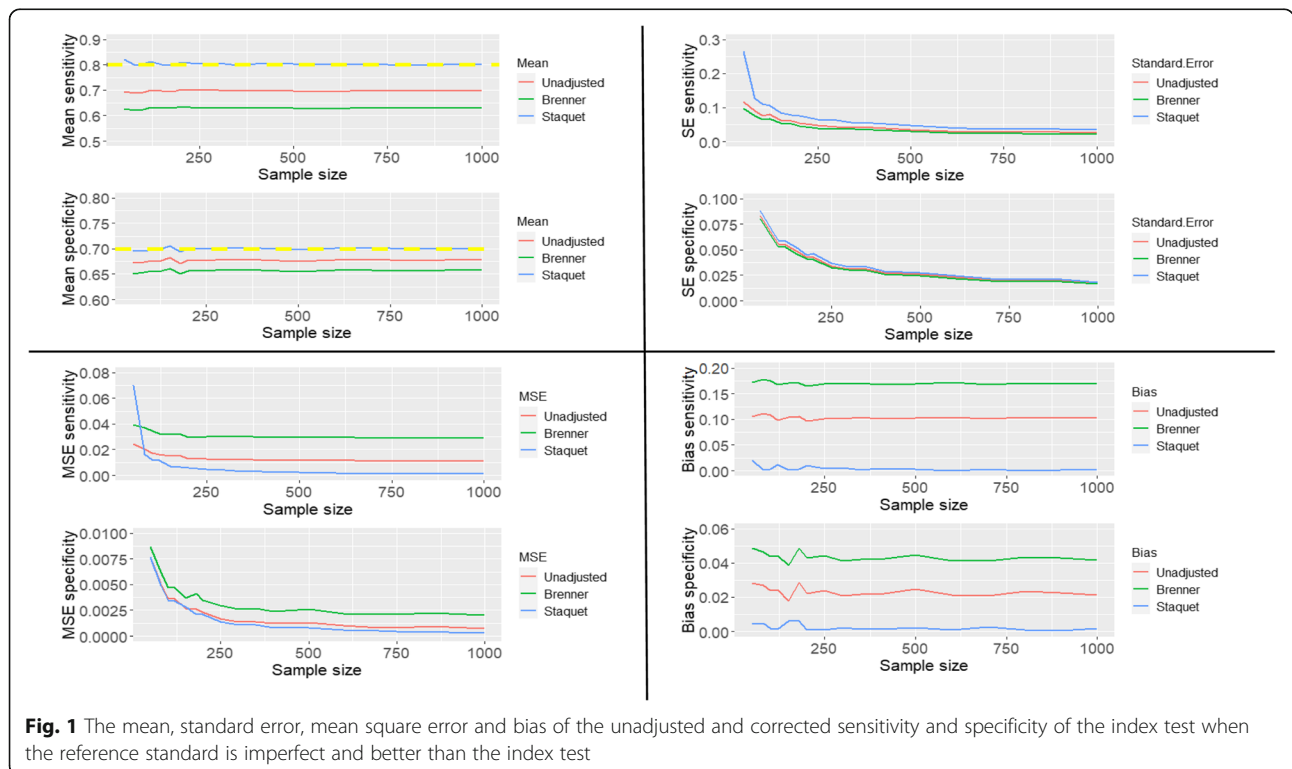 Mean sensitivity
0.9
0.8
0.7
0.6
0.5
250 500 750 1000
Sample size
Mean
Unadjusted
Brenner
Staquet
Mean specificity
0.80
0.75
0.70
0.65
0.60
250 500 750 1000
Sample size
Mean
Unadjusted
Brenner
Staquet
SE sensitivity
0.3
0.2
0.1
0.0
250 500 750 1000
Sample size
Standard.Error
Unadjusted
Brenner
Staquet
SE specificity
0.100
0.075
0.050
0.025
0.000
250 500 750 1000
Sample size
Standard.Error
Unadjusted
Brenner
Staquet
MSE sensitivity
0.08
0.06
0.04
0.02
0.00
250 500 750 1000
Sample size
MSE
Unadjusted
Brenner
Staquet
MSE specificity
0.0100
0.0075
0.0050
0.0025
0.0000
250 500 750 1000
Sample size
MSE
Unadjusted
Brenner
Staquet
Bias sensitivity
0.20
0.15
0.10
0.05
0.00
250 500 750 1000
Sample size
Bias
Unadjusted
Brenner
Staquet
Bias specificity
0.06
0.04
0.02
0.00
250 500 750 1000
Sample size
Bias
Unadjusted
Brenner
Staquet
Fig. 1 The mean, standard error, mean square error and bias of the unadjusted and corrected sensitivity and specificity of the index test when
the reference standard is imperfect and better than the index test